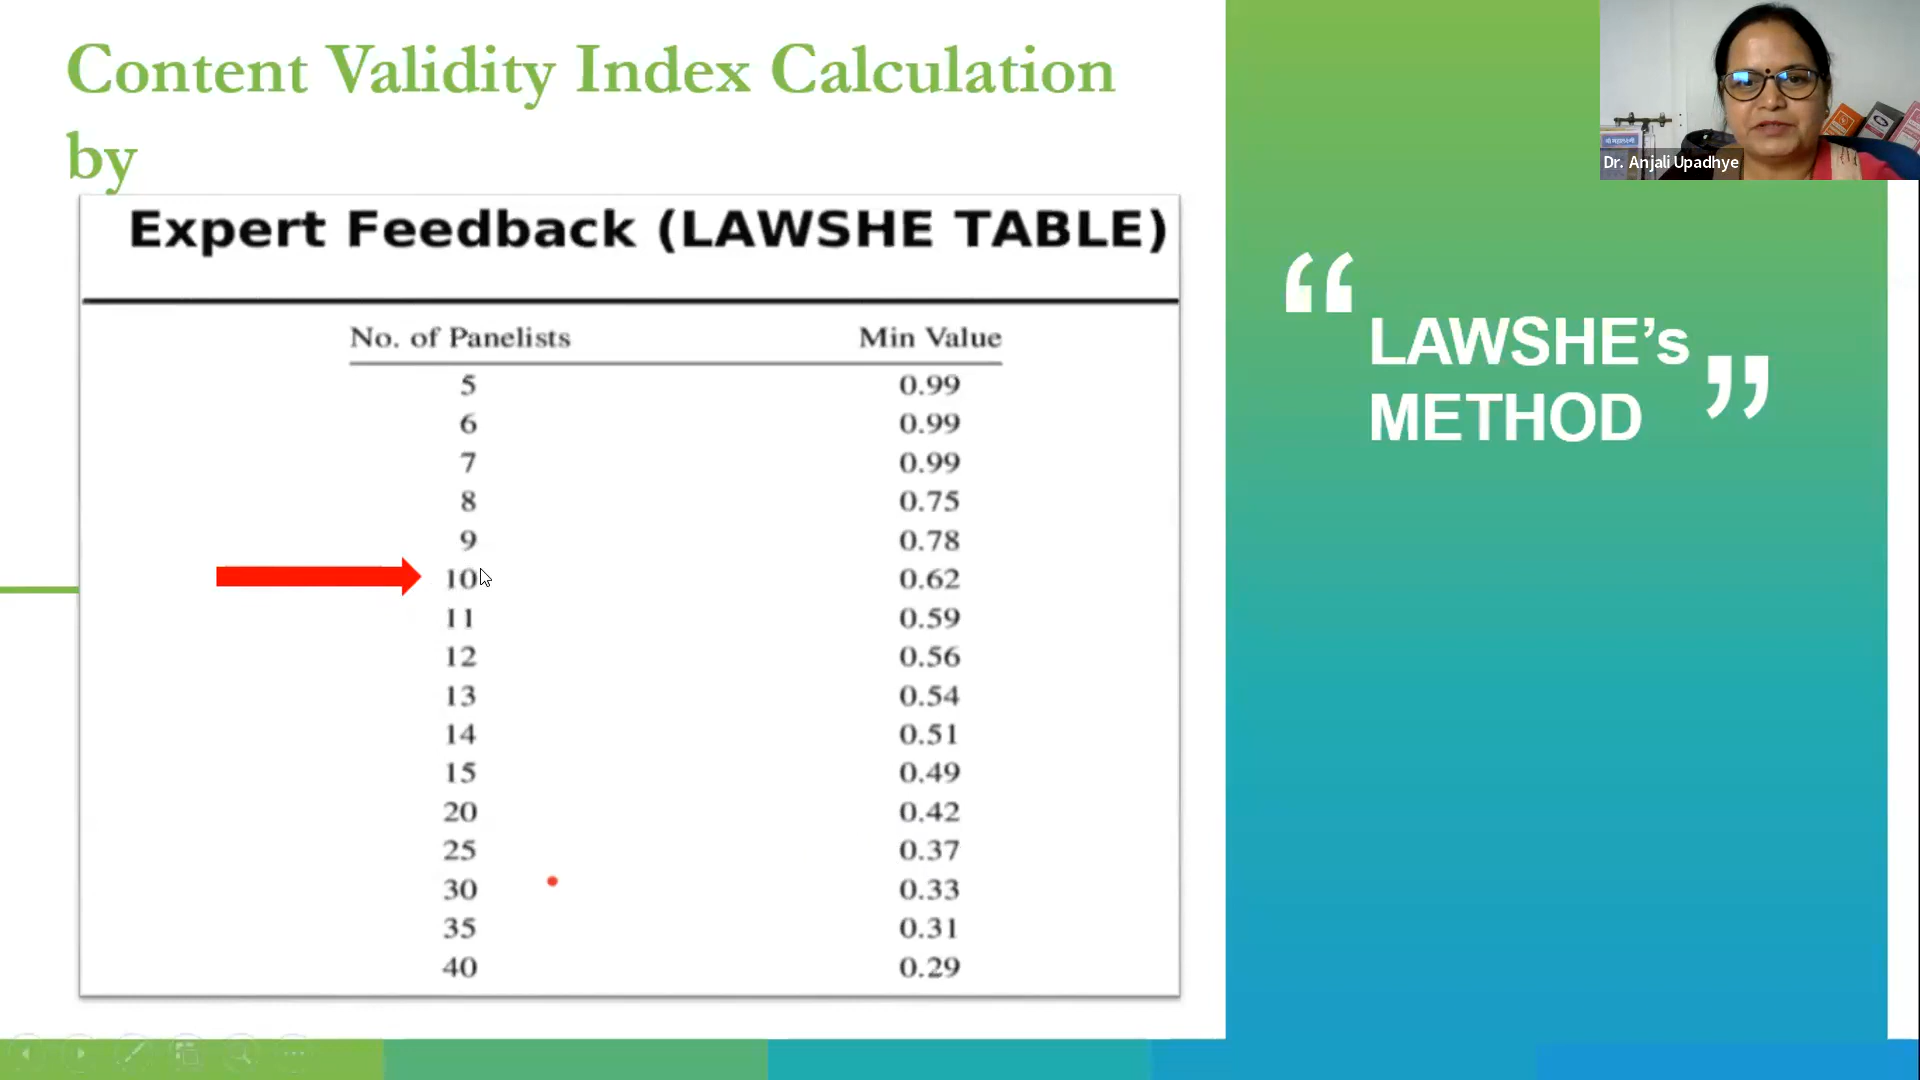 Content Validity Index Calculation
by
Expert Feedback (LAWSHE TABLE)
No. of Panelists Min Value
5 0.99
6 0.99
7 0.99
8 0.75
9 0.78
10 0.62
11 0.59
12 0.56
13 0.54
14 0.51
15 0.49
20 0.42
25 0.37
30 0.33
35 0.31
40 0.29
“ LAWSHE’s
METHOD ”
Dr. Anjali Upadhye